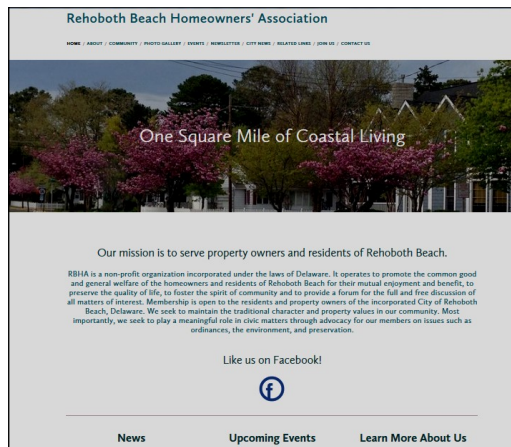 Rehoboth Beach Homeowners' Association
HOME / ABOUT / COMMUNITY / PHOTO GALLERY / EVENTS / NEWSLETTER / CITY NEWS / RELATED LINKS / JOIN US / CONTACT US
One Square Mile of Coastal Living
Our mission is to serve property owners and residents of Rehoboth Beach.
RBHA is a non-profit organization incorporated under the laws of Delaware. It operates to promote the common good
and general welfare of the homeowners and residents of Rehoboth Beach for their mutual enjoyment and benefit, to
preserve the quality of life, to foster the spirit of community and to provide a forum for the full and free discussion of
all matters of interest. Membership is open to the residents and property owners of the incorporated City of Rehoboth
Beach, Delaware. We seek to maintain the traditional character and property values in our community. Most
importantly, we seek to play a meaningful role in civic matters through advocacy for our members on issues such as
ordinances, the environment, and preservation.
Like us on Facebook!
f
News Upcoming Events Learn More About Us